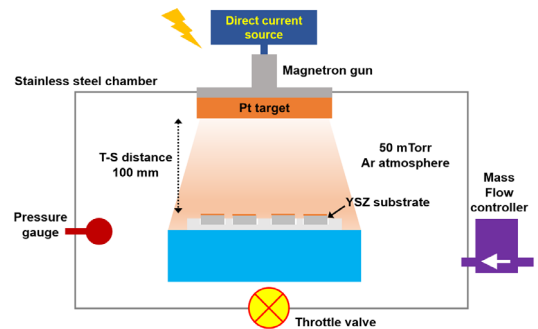 Direct current
source
Magnetron gun
Stainless steel chamber
Pt target
T-S distance
100 mm
50 mTorr
Ar atmosphere
Mass
Flow
controller
YSZ substrate
Pressure
gauge
Throttle valve